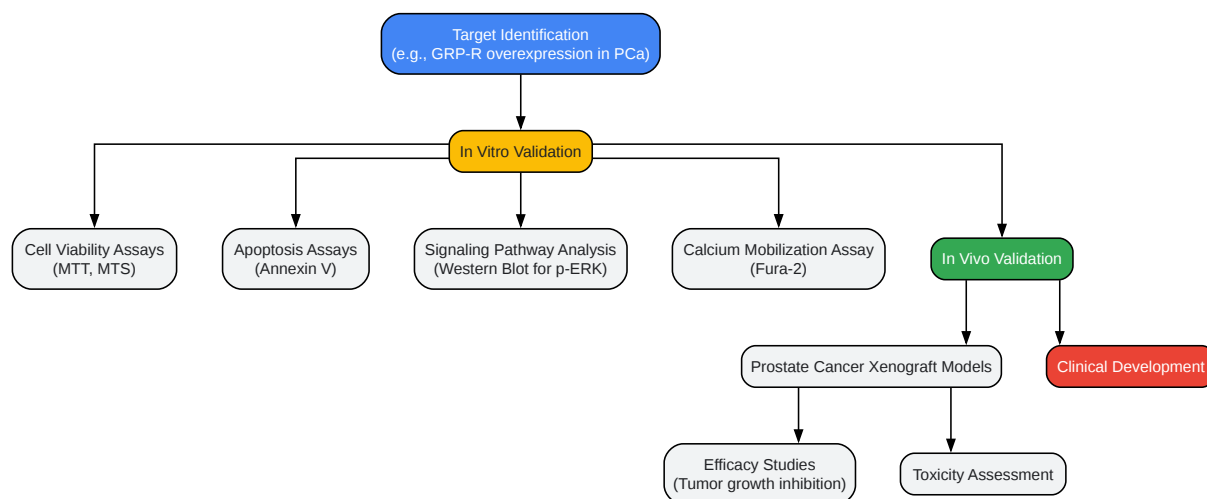 Target Identification
(e.g., GRP-R overexpression in PCa)
In Vitro Validation
Cell Viability Assays
(MTT, MTS)
Apoptosis Assays
(Annexin V)
Signaling Pathway Analysis
(Western Blot for p-ERK)
Calcium Mobilization Assay
(Fura-2)
In Vivo Validation
Prostate Cancer Xenograft Models
Clinical Development
Efficacy Studies
(Tumor growth inhibition)
Toxicity Assessment